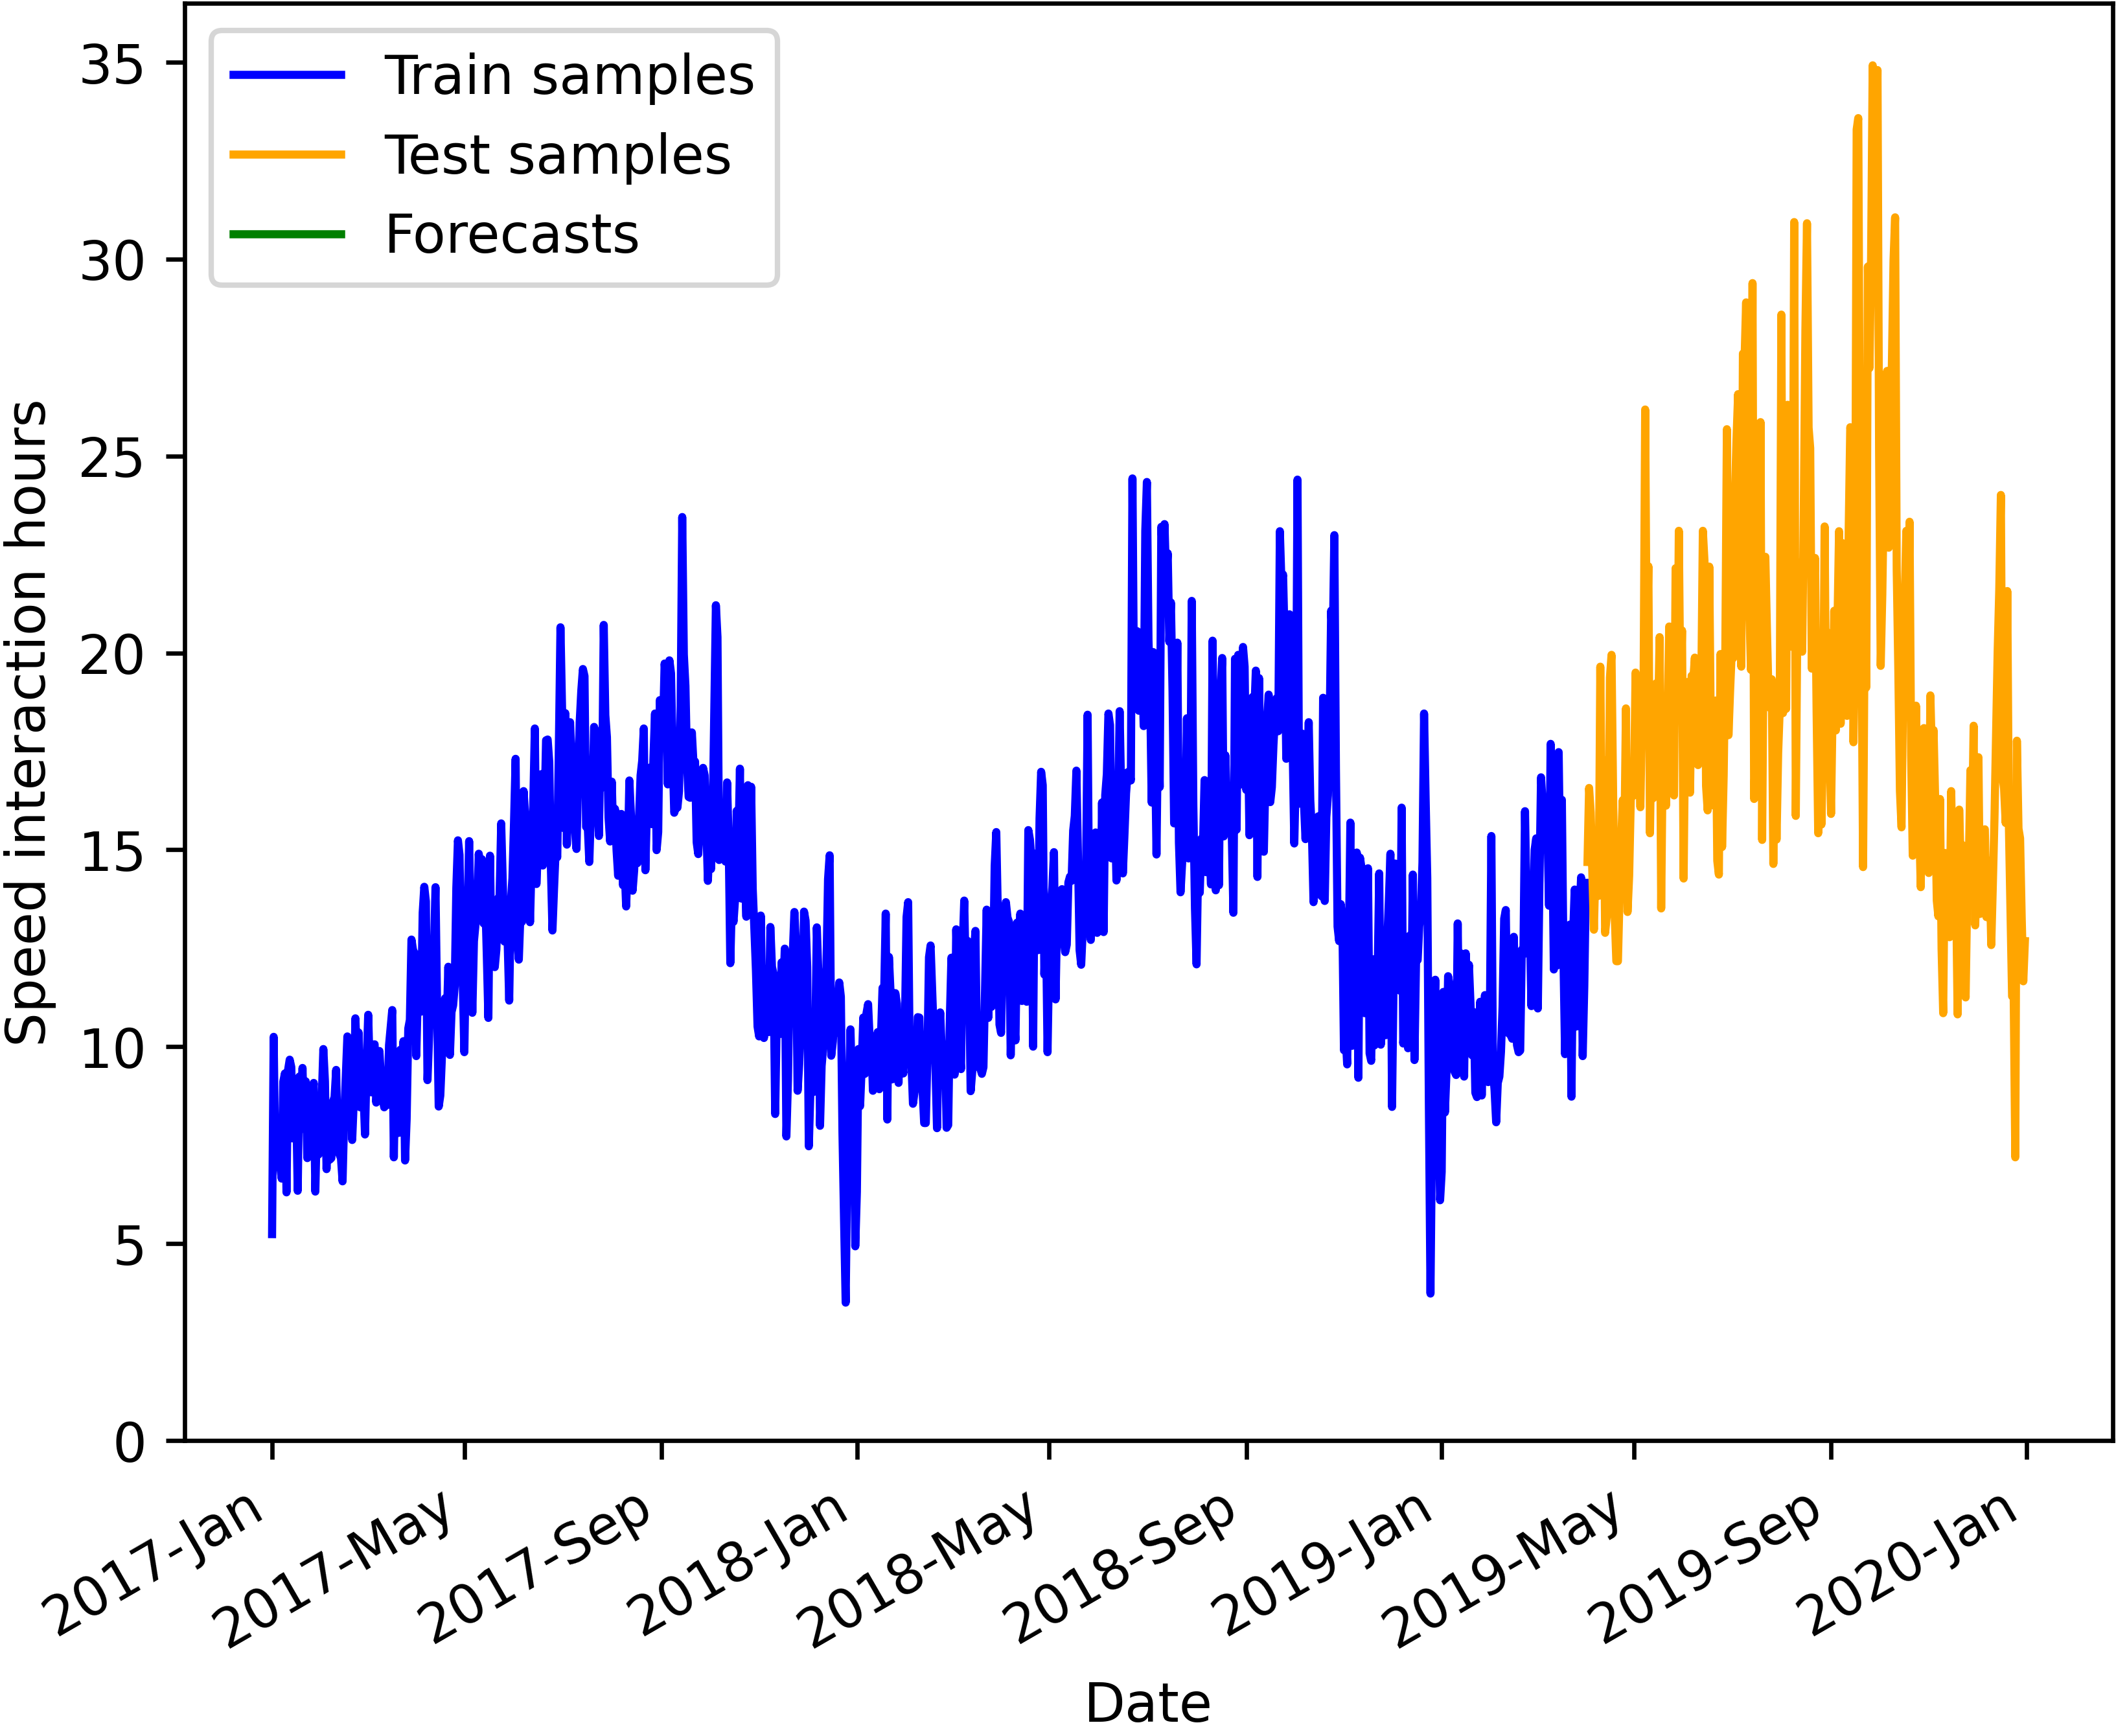 Train samples
Test samples
Forecasts
35
30
25
20
15
10
5
0
Speed interaction hours
2017-Jan
2017-May
2017-Sep
2018-Jan
2018-May
2018-Sep
2019-Jan
2019-May
2019-Sep
2020-Jan
Date